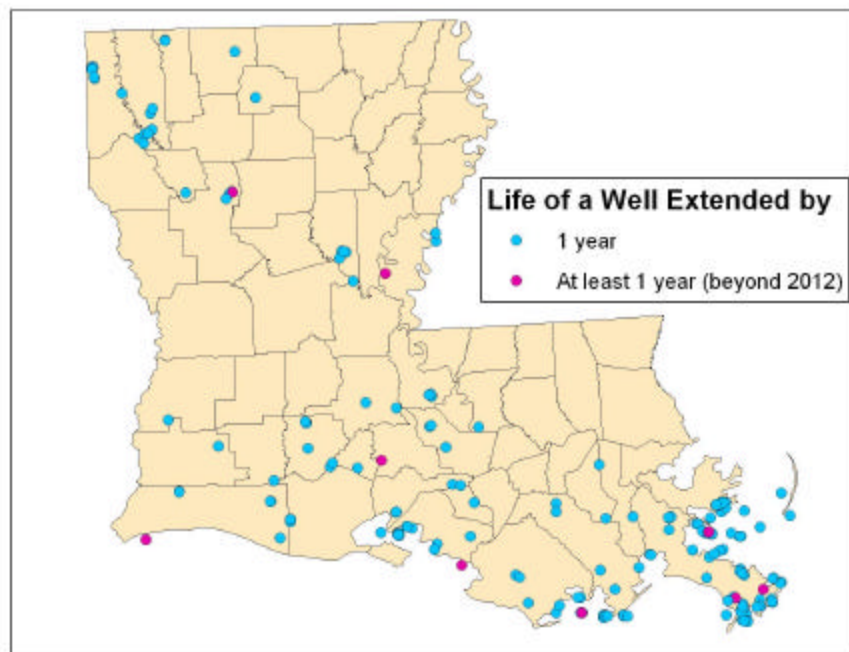 Life of a Well Extended by
1 year
At least 1 year (beyond 2012)